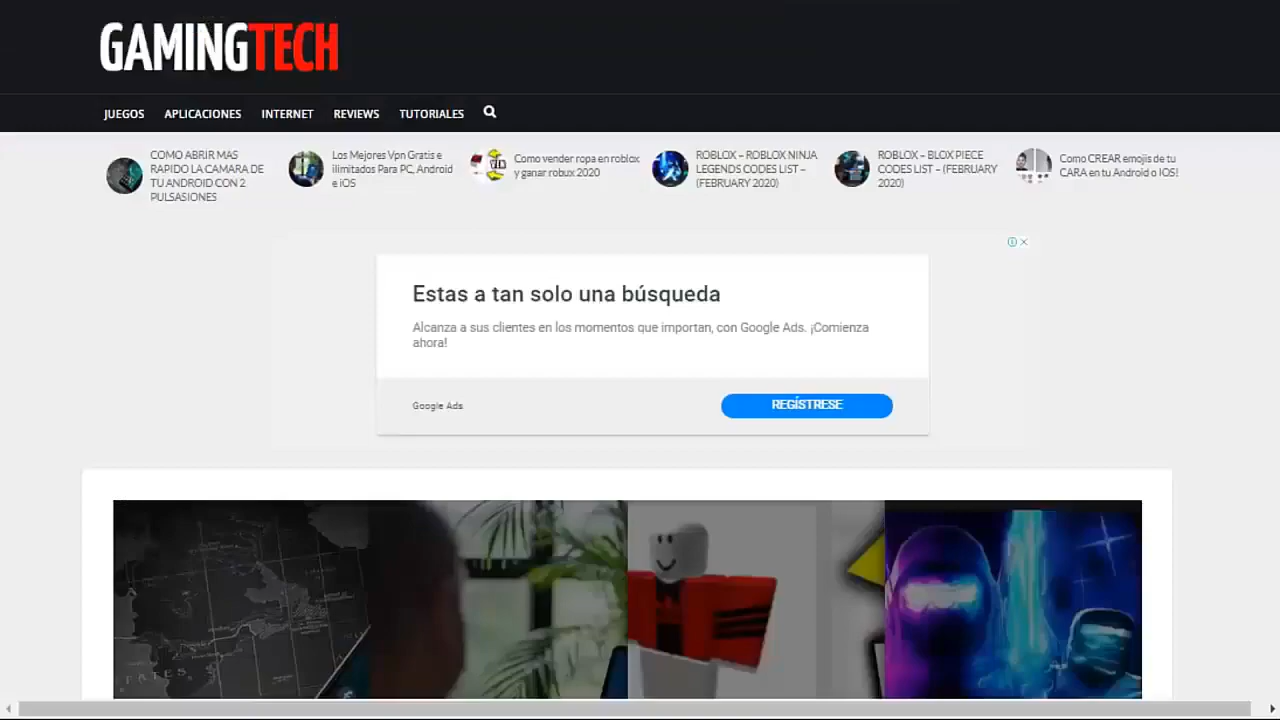 GAMINGTECH
JUEGOS APLICACIONES INTERNET REVIEWS TUTORIALES
COMO ABRIR MAS
RAPIDO LA CAMARA DE
TU ANDROID CON 2
PULSASIONES
Los Mejores Vpn Gratis e
ilimitados Para PC, Android
e iOS
Como vender ropa en roblox
y ganar robux 2020
ROBLOX – ROBLOX NINJA
LEGENDS CODES LIST –
(FEBRUARY 2020)
ROBLOX – BLOX PIECE
CODES LIST – (FEBRUARY
2020)
Como CREAR emojis de tu
CARA en tu Android o IOS!
Estas a tan solo una búsqueda
Alcanza a sus clientes en los momentos que importan, con Google Ads. ¡Comienza
ahora!
Google Ads
REGÍSTRESE